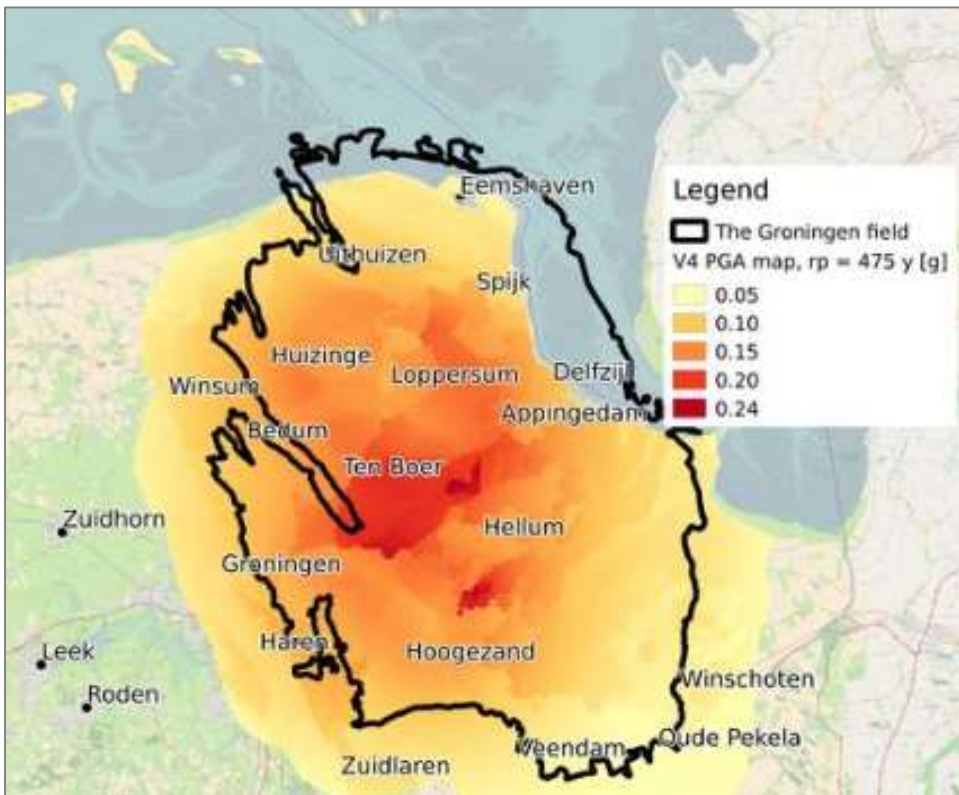 Eemshaven
Legend
The Groningen field
V4 PGA map, rp = 475 y [g]
0.05
0.10
0.15
0.20
0.24
Uithuizen
Spijk
Huizinge
Loppersum
Delfzijl
Winsum
Appingedam
Bedum
Ten Boer
Zuidhorn
Hellum
Groningen
Haren
Hoogezand
Leek
Winschoten
Roden
Veendam
Oude Pekela
Zuidlaren